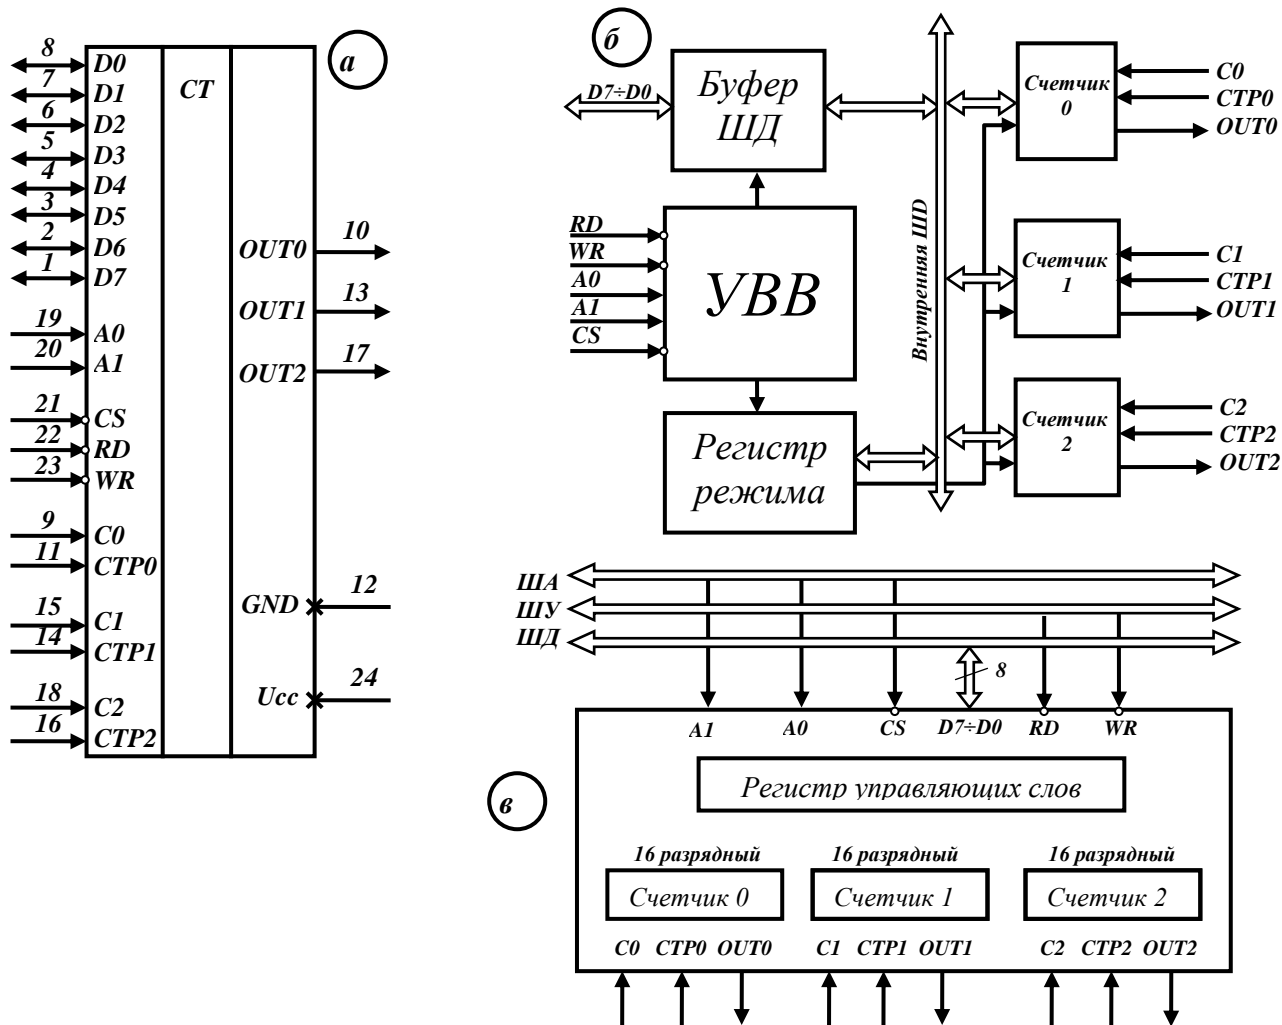 а
8
D0
7
D1
6
D2
5
D3
4
D4
3
D5
2
D6
1
D7
CT
19
A0
20
A1
21
CS
22
RD
23
WR
9
C0
11
CTP0
15
C1
14
CTP1
18
C2
16
CTP2
OUT0
10
OUT1
13
OUT2
17
GND
12
Ucc
24
б
D7÷D0
Буфер
ШД
RD
WR
A0
A1
CS
УВВ
Регистр
режима
Внутренняя ШD
Счетчик
0
C0
CTP0
OUT0
Счетчик
1
C1
CTP1
OUT1
Счетчик
2
C2
CTP2
OUT2
в
ША
ШУ
ШД
8
A1 A0 CS D7÷D0 RD WR
Регистр управляющих слов
16 разрядный 16 разрядный 16 разрядный
Счетчик 0 Счетчик 1 Счетчик 2
C0 CTP0 OUT0 C1 CTP1 OUT1 C2 CTP2 OUT2